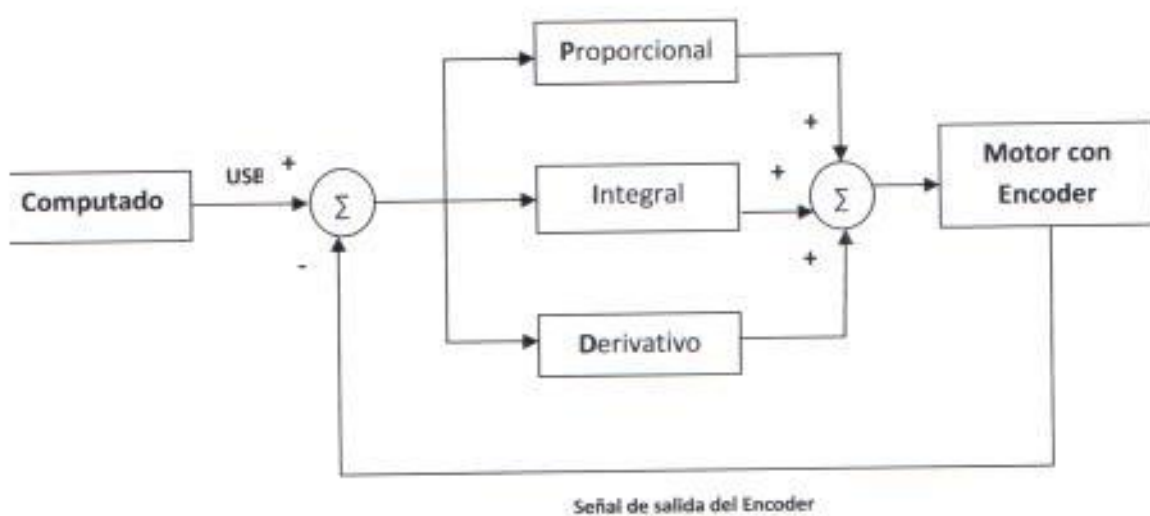 Proporcional
+
+
Motor con
Encoder
USB
+
Computado
Σ
Integral
Σ
-
+
Derivativo
Señal de salida del Encoder